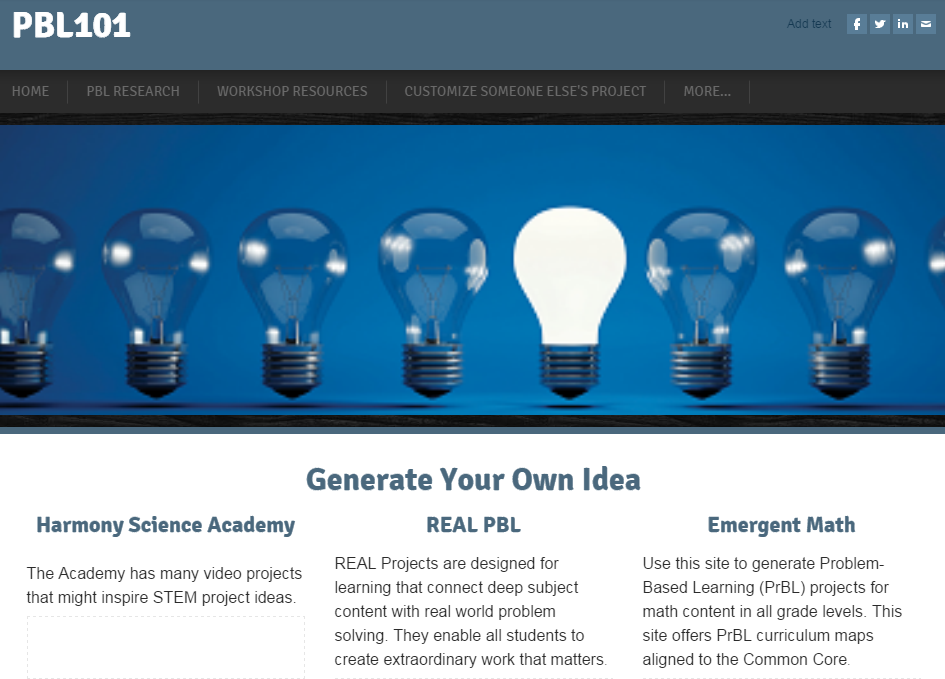 PBL101
Add text
HOME
PBL RESEARCH
WORKSHOP RESOURCES
CUSTOMIZE SOMEONE ELSE'S PROJECT
MORE...
Generate Your Own Idea
Harmony Science Academy
The Academy has many video projects
that might inspire STEM project ideas.
REAL PBL
REAL Projects are designed for
learning that connect deep subject
content with real world problem
solving. They enable all students to
create extraordinary work that matters.
Emergent Math
Use this site to generate Problem-
Based Learning (PrBL) projects for
math content in all grade levels. This
site offers PrBL curriculum maps
aligned to the Common Core.